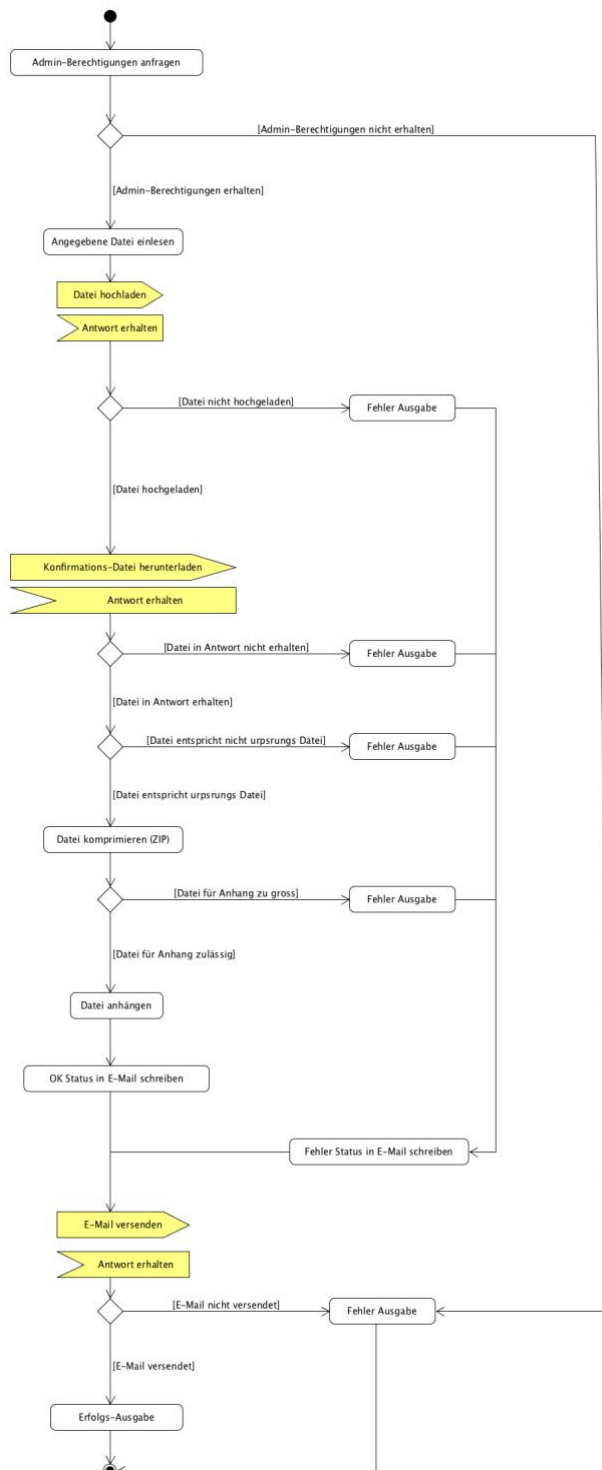 Admin-Berechtigungen anfragen
[Admin-Berechtigungen nicht erhalten]
[Admin-Berechtigungen erhalten]
Angegebene Datei einlesen
Datei hochladen
Antwort erhalten
[Datei nicht hochgeladen]
Fehler Ausgabe
[Datei hochgeladen]
Konfirmations-Datei herunterladen
Antwort erhalten
[Datei in Antwort nicht erhalten]
Fehler Ausgabe
[Datei in Antwort erhalten]
[Datei entspricht nicht urpsrungs Datei]
Fehler Ausgabe
[Datei entspricht urpsrungs Datei]
Datei komprimieren (ZIP)
[Datei für Anhang zu gross]
Fehler Ausgabe
[Datei für Anhang zulässig]
Datei anhängen
OK Status in E-Mail schreiben
Fehler Status in E-Mail schreiben
E-Mail versenden
Antwort erhalten
[E-Mail nicht versendet]
Fehler Ausgabe
[E-Mail versendet]
Erfolgs-Ausgabe